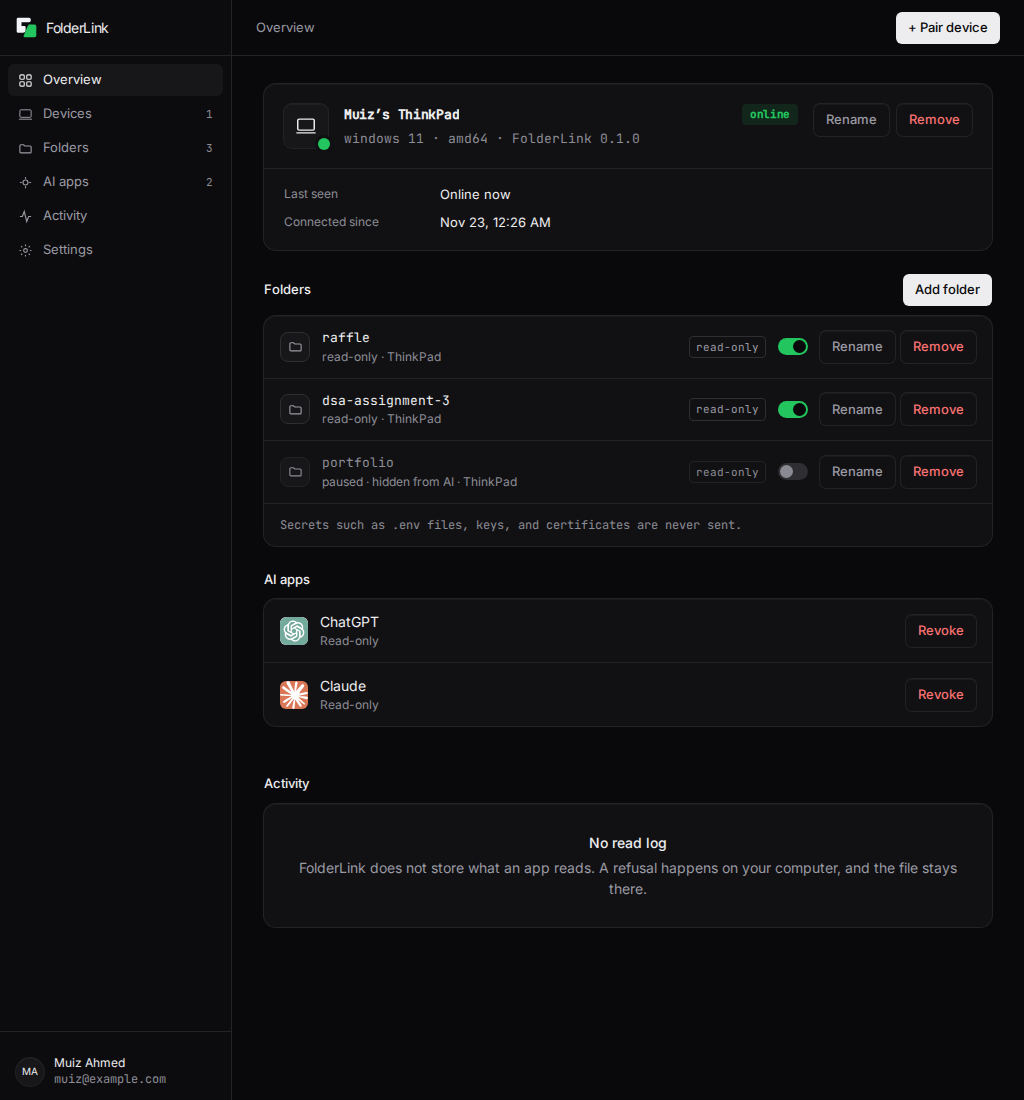 FolderLink
Overview
+ Pair device
Overview
Devices 1
Folders 3
AI apps 2
Activity
Settings
Muiz’s ThinkPad
online
Rename
Remove
windows 11 · amd64 · FolderLink 0.1.0
Last seen Online now
Connected since Nov 23, 12:26 AM
Folders
Add folder
raffle
read-only · ThinkPad
read-only
Rename
Remove
dsa-assignment-3
read-only · ThinkPad
read-only
Rename
Remove
portfolio
paused · hidden from AI · ThinkPad
read-only
Rename
Remove
Secrets such as .env files, keys, and certificates are never sent.
AI apps
ChatGPT
Read-only
Revoke
Claude
Read-only
Revoke
Activity
No read log
FolderLink does not store what an app reads. A refusal happens on your computer, and the file stays
there.
MA
Muiz Ahmed
muiz@example.com